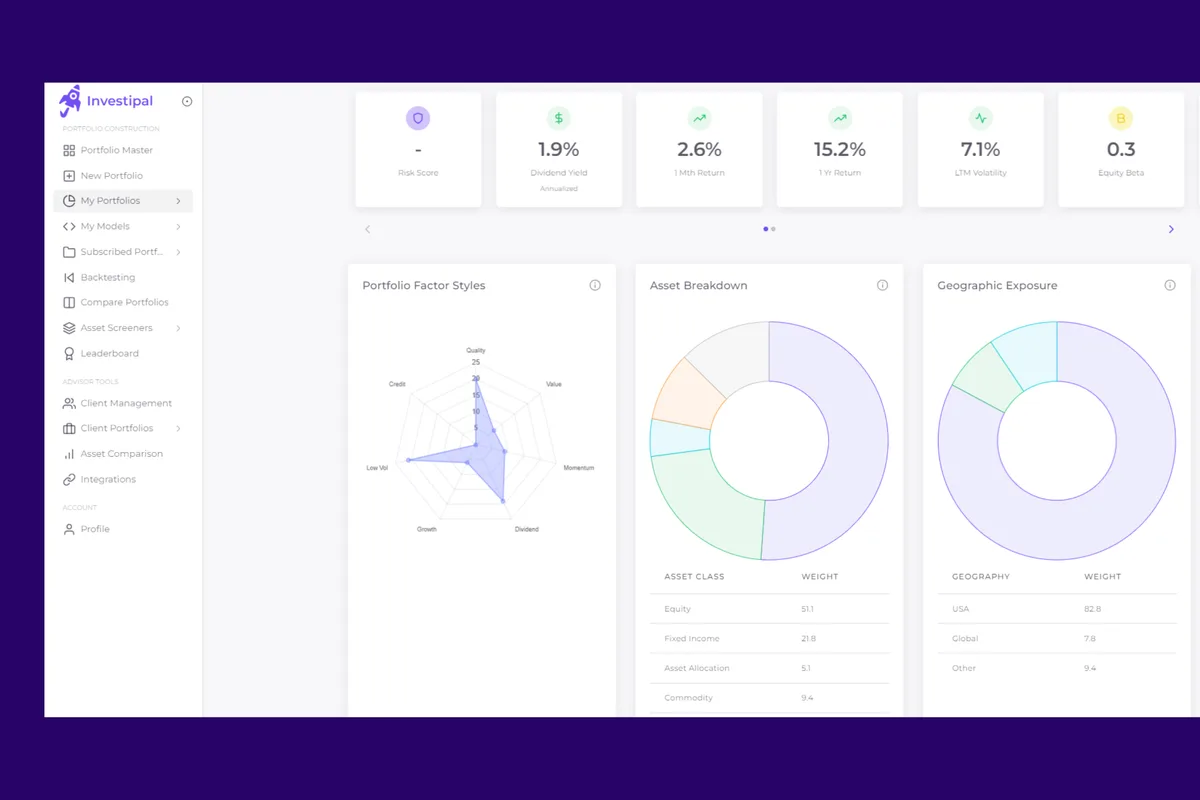 Investipal
PORTFOLIO CONSTRUCTION
Portfolio Master
New Portfolio
My Portfolios
My Models
Subscribed Portf...
Backtesting
Compare Portfolios
Asset Screeners
Leaderboard
ADVISOR TOOLS
Client Management
Client Portfolios
Asset Comparison
Integrations
ACCOUNT
Profile
-
Risk Score
1.9%
Dividend Yield
Annualized
2.6%
1 Mth Return
15.2%
1 Yr Return
7.1%
LTM Volatility
0.3
Equity Beta
Portfolio Factor Styles
Quality
25
20
15
10
5
Credit
Value
Low Vol
Momentum
Growth
Dividend
Asset Breakdown
ASSET CLASS WEIGHT
Equity 51.1
Fixed Income 21.8
Asset Allocation 5.1
Commodity 9.4
Geographic Exposure
GEOGRAPHY WEIGHT
USA 82.8
Global 7.8
Other 9.4